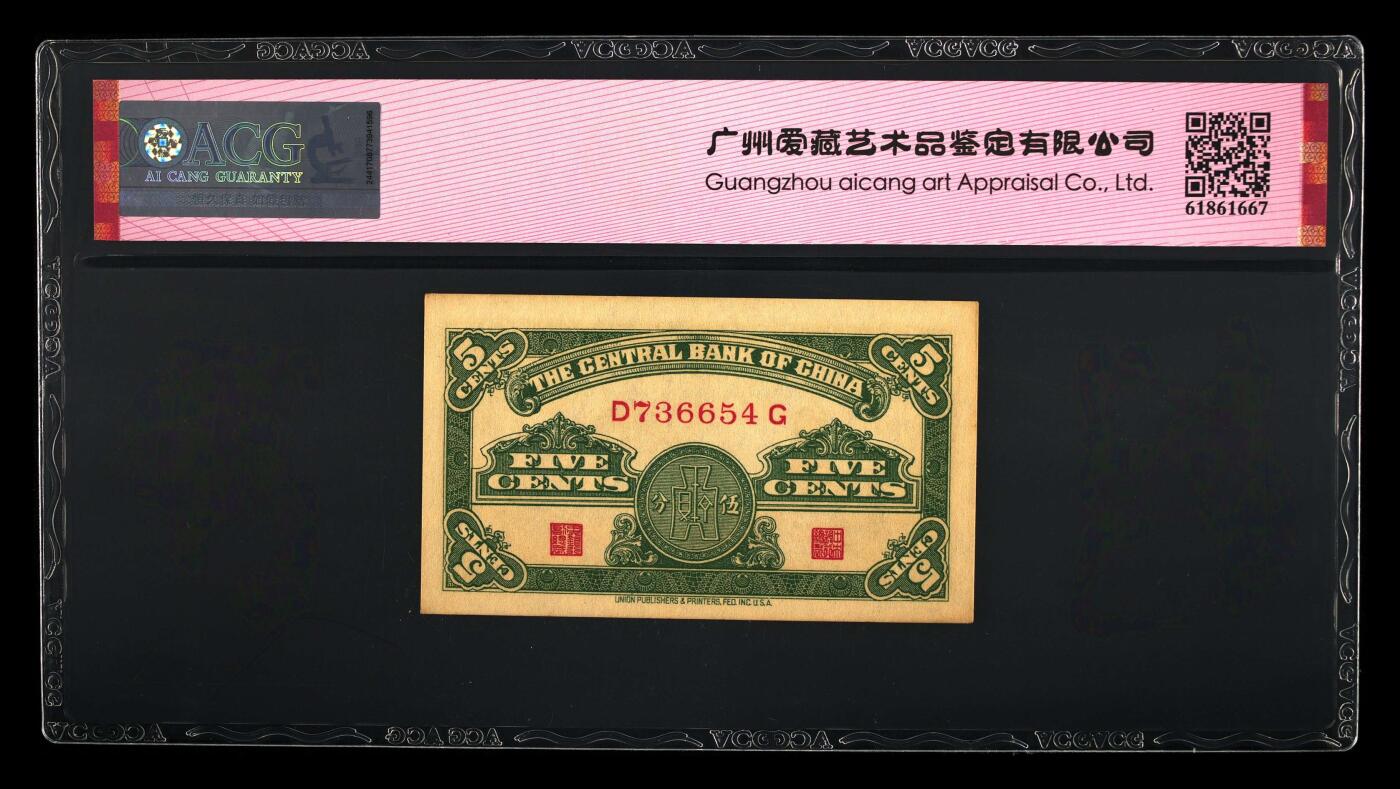 ACG
AI CANG GUARANTY
广州爱藏艺术品鉴定有限公司
Guangzhou aicang art Appraisal Co., Ltd.
61861667
5 CENTS
THE CENTRAL BANK OF CHINA
5 CENTS
D736654 G
FIVE CENTS
FIVE CENTS
分 伍
5 CENTS
5 CENTS
UNION PUBLISHERS & PRINTERS, FED. INC. U.S.A.